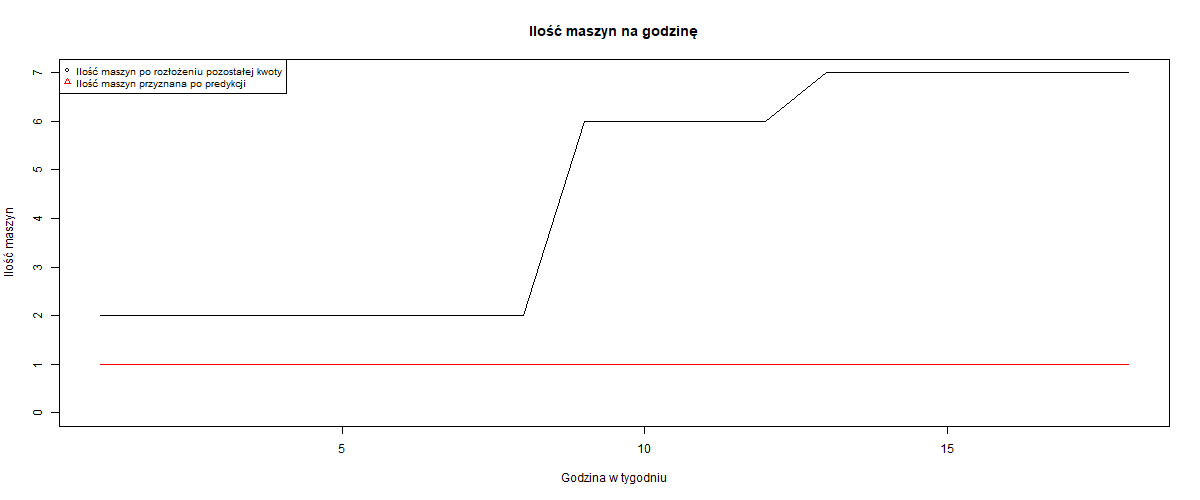 Ilość maszyn na godzinę
Ilość maszyn po rozłożeniu pozostałej kwoty
Ilość maszyn przyznana po predykcji
Ilość maszyn
7
6
5
4
3
2
1
0
5 10 15
Godzina w tygodniu